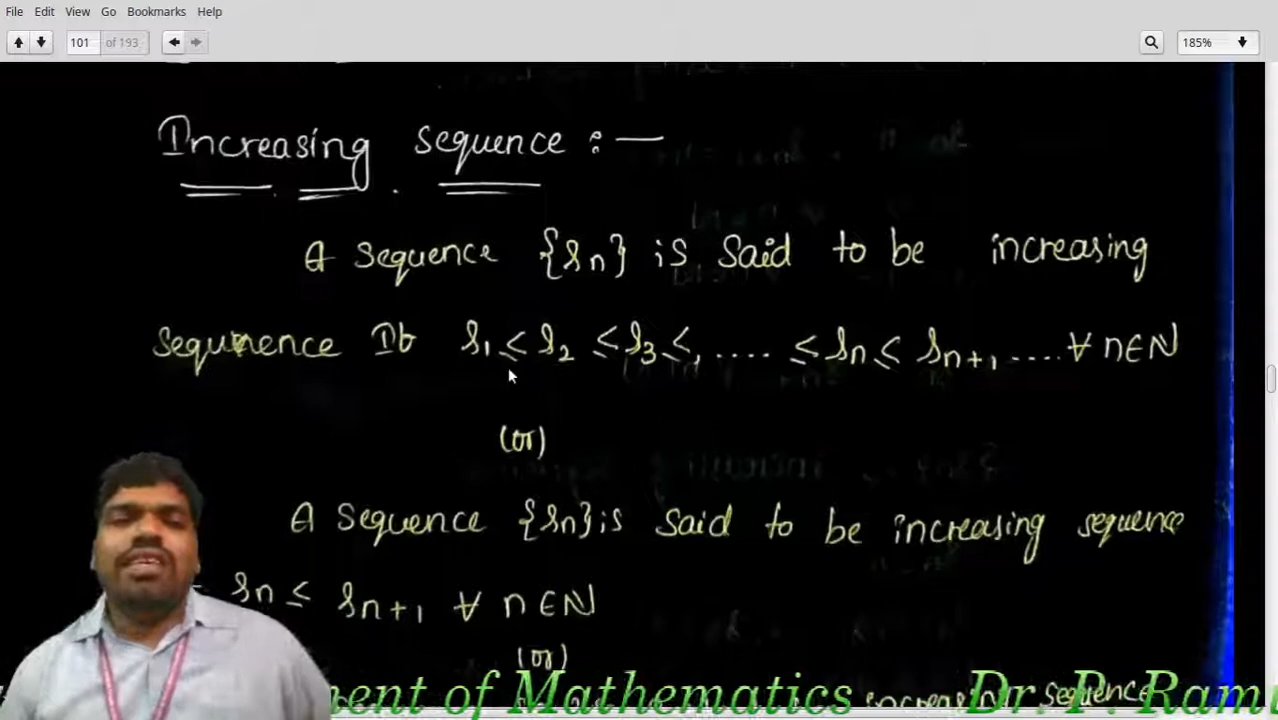 File Edit View Go Bookmarks Help
101 of 193 185%
Increasing sequence : —
A sequence {Sn} is said to be increasing
sequence If S1 ≤ S2 ≤ S3 ≤, .... ≤ Sn ≤ Sn+1 .... ∀ n∈N
(or)
A sequence {Sn} is said to be increasing sequence
Sn ≤ Sn+1 ∀ n∈N
(or)
increasing sequence
ment of Mathematics Dr. P. Ram